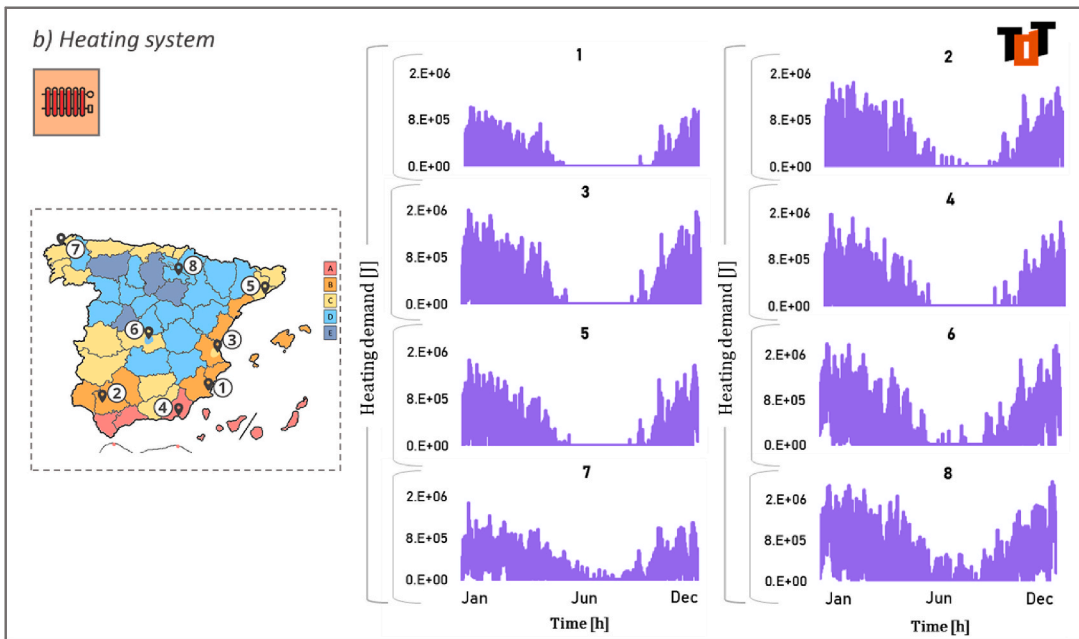 b) Heating system
TOT
A
B
C
D
E
7
8
5
6
3
2
1
4
Heating demand [J]
1
2.E+06
8.E+05
0.E+00
3
2.E+06
8.E+05
0.E+00
5
2.E+06
8.E+05
0.E+00
7
2.E+06
8.E+05
0.E+00
Jan Jun Dec
Time [h]
Heating demand [J]
2
2.E+06
8.E+05
0.E+00
4
2.E+06
8.E+05
0.E+00
6
2.E+06
8.E+05
0.E+00
8
2.E+06
8.E+05
0.E+00
Jan Jun Dec
Time [h]